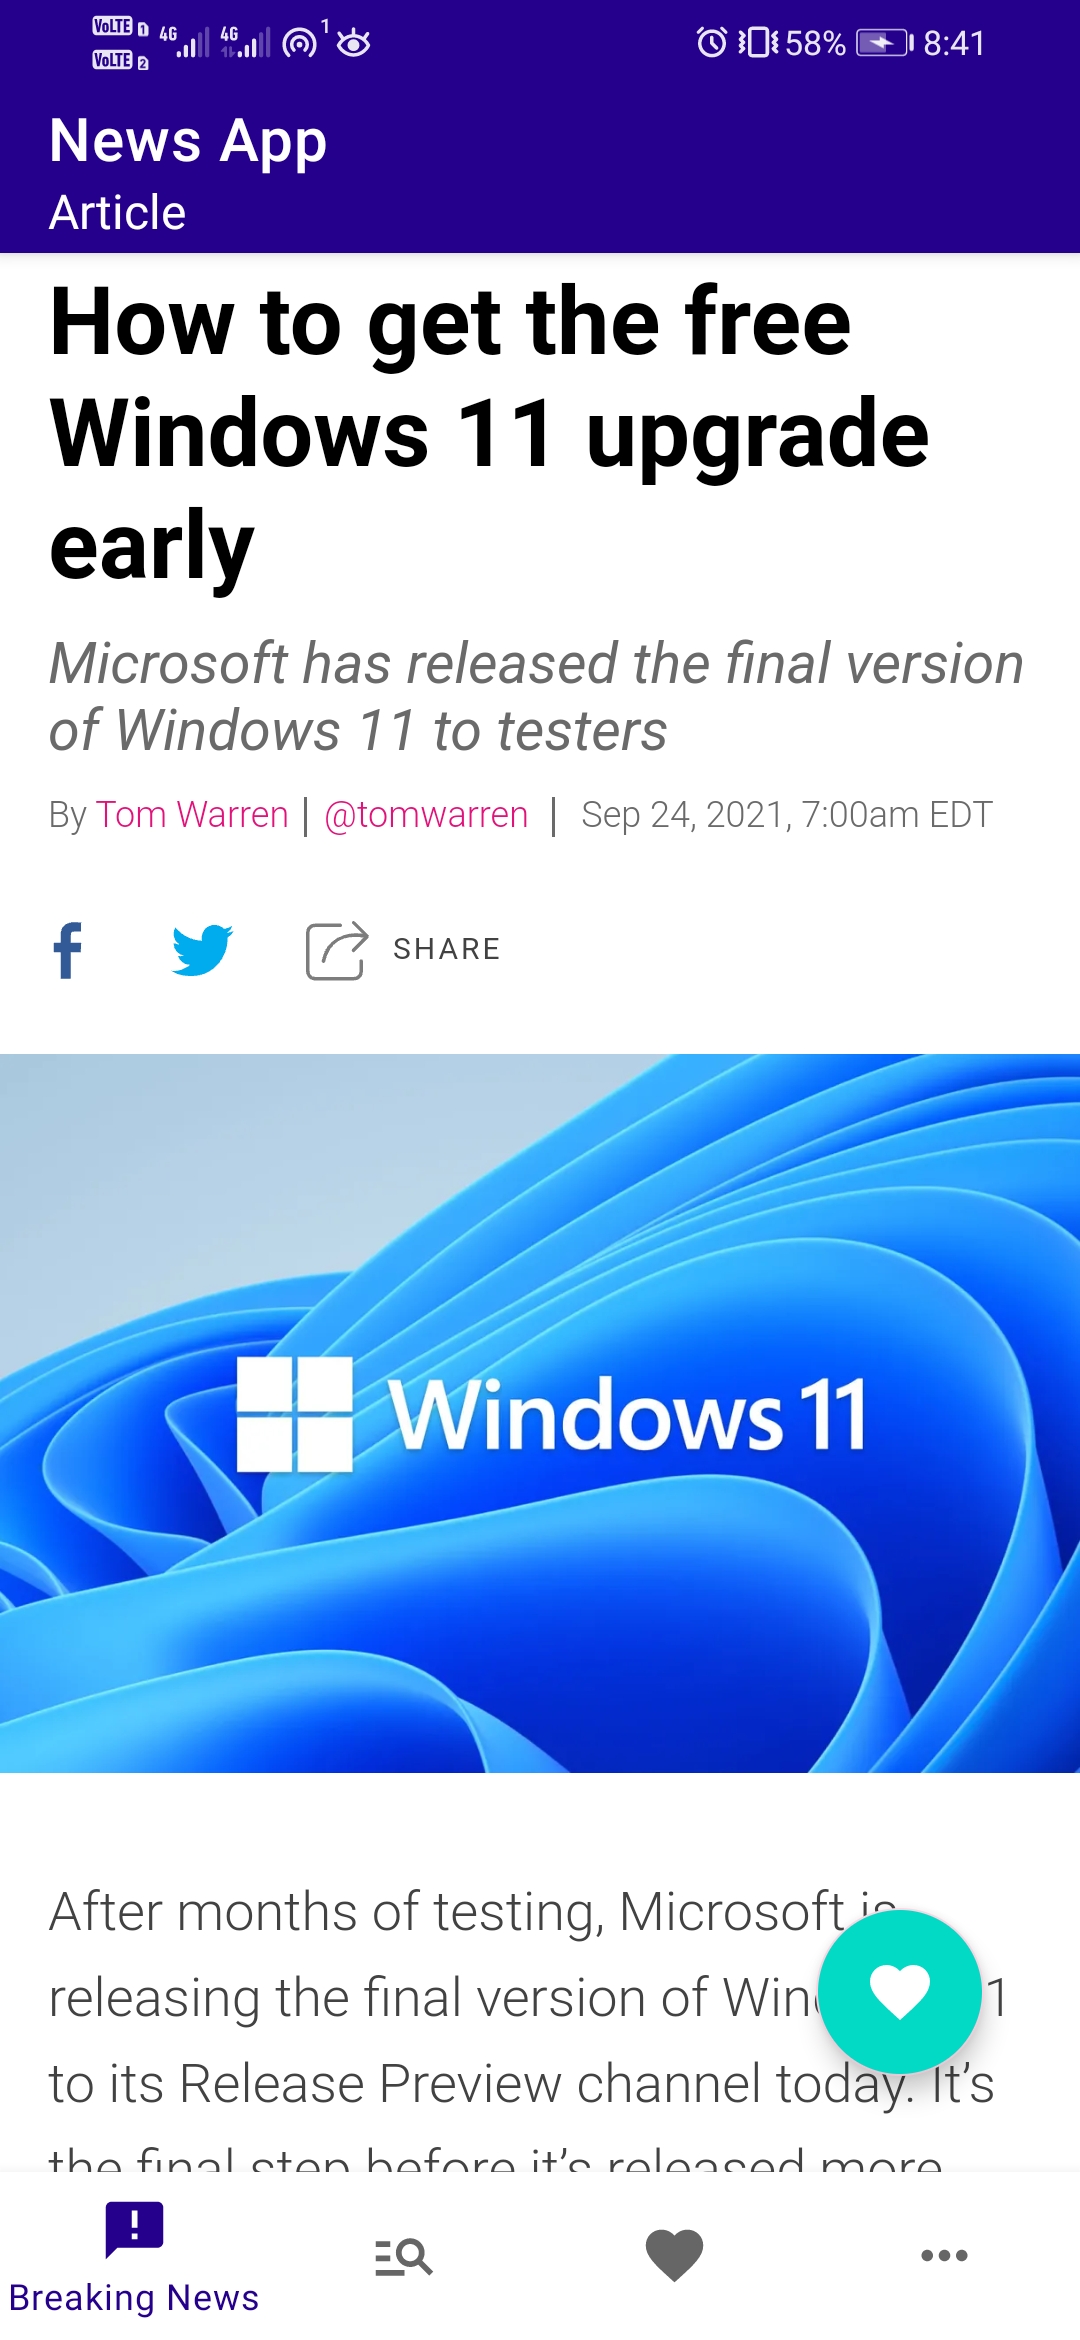 VoLTE 1 4G 4G 1 58% 8:41
VoLTE 2
News App
Article
How to get the free
Windows 11 upgrade
early
Microsoft has released the final version
of Windows 11 to testers
By Tom Warren | @tomwarren | Sep 24, 2021, 7:00am EDT
f SHARE
Windows 11
After months of testing, Microsoft is
releasing the final version of Win 1
to its Release Preview channel today. It’s
the final step before it’s released more
Breaking News